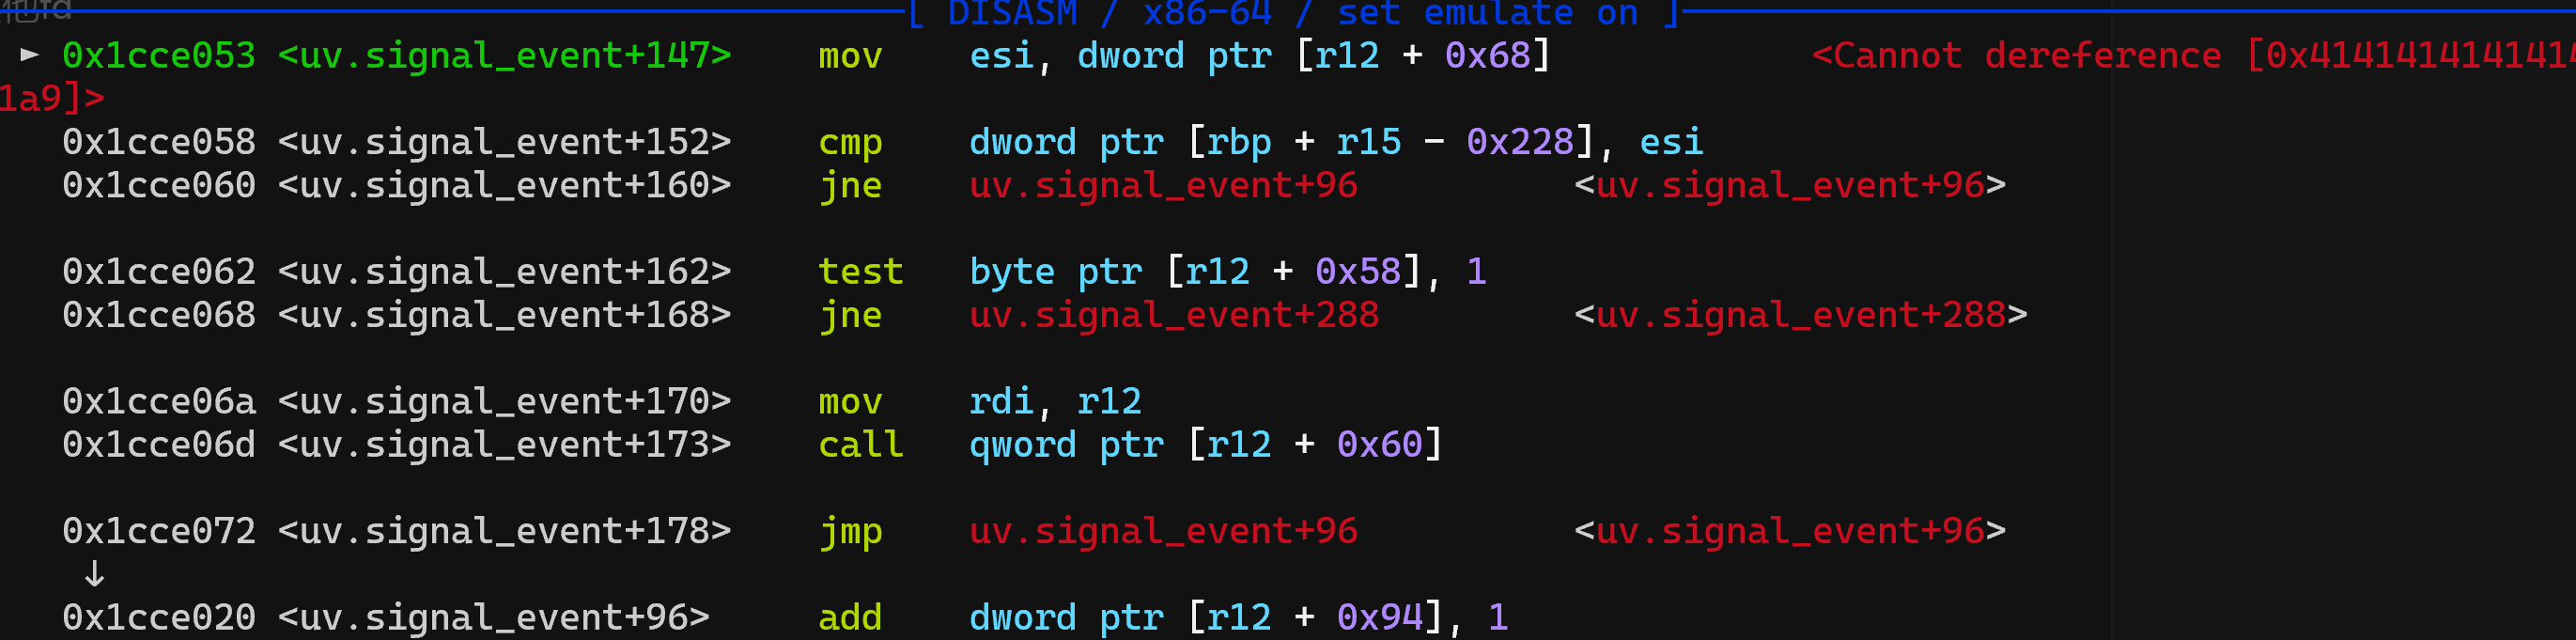 [ DISASM / x86-64 / set emulate on ]
► 0x1cce053 <uv.signal_event+147> mov esi, dword ptr [r12 + 0x68] <Cannot dereference [0x4141414141414
1a9]>
0x1cce058 <uv.signal_event+152> cmp dword ptr [rbp + r15 - 0x228], esi
0x1cce060 <uv.signal_event+160> jne uv.signal_event+96 <uv.signal_event+96>
0x1cce062 <uv.signal_event+162> test byte ptr [r12 + 0x58], 1
0x1cce068 <uv.signal_event+168> jne uv.signal_event+288 <uv.signal_event+288>
0x1cce06a <uv.signal_event+170> mov rdi, r12
0x1cce06d <uv.signal_event+173> call qword ptr [r12 + 0x60]
0x1cce072 <uv.signal_event+178> jmp uv.signal_event+96 <uv.signal_event+96>
↓
0x1cce020 <uv.signal_event+96> add dword ptr [r12 + 0x94], 1